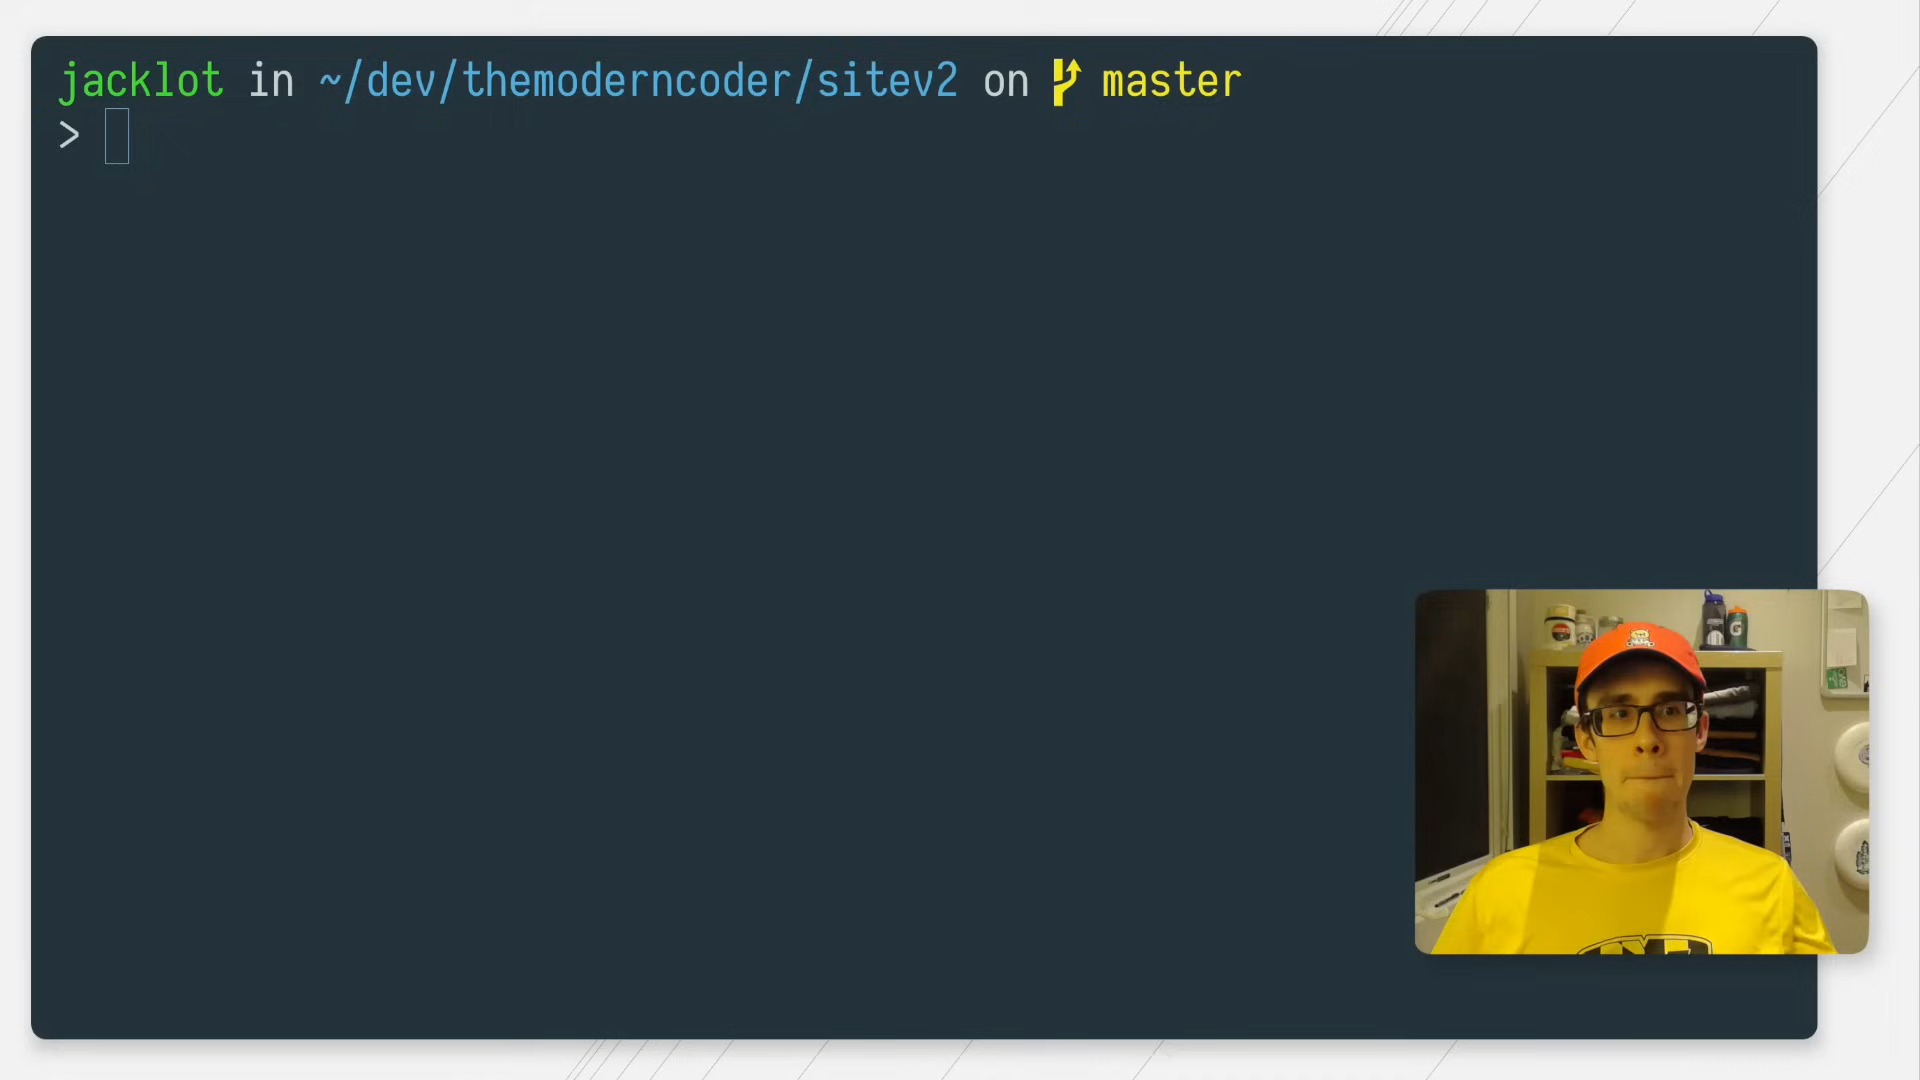 jacklot in ~/dev/themoderncoder/sitev2 on master
>